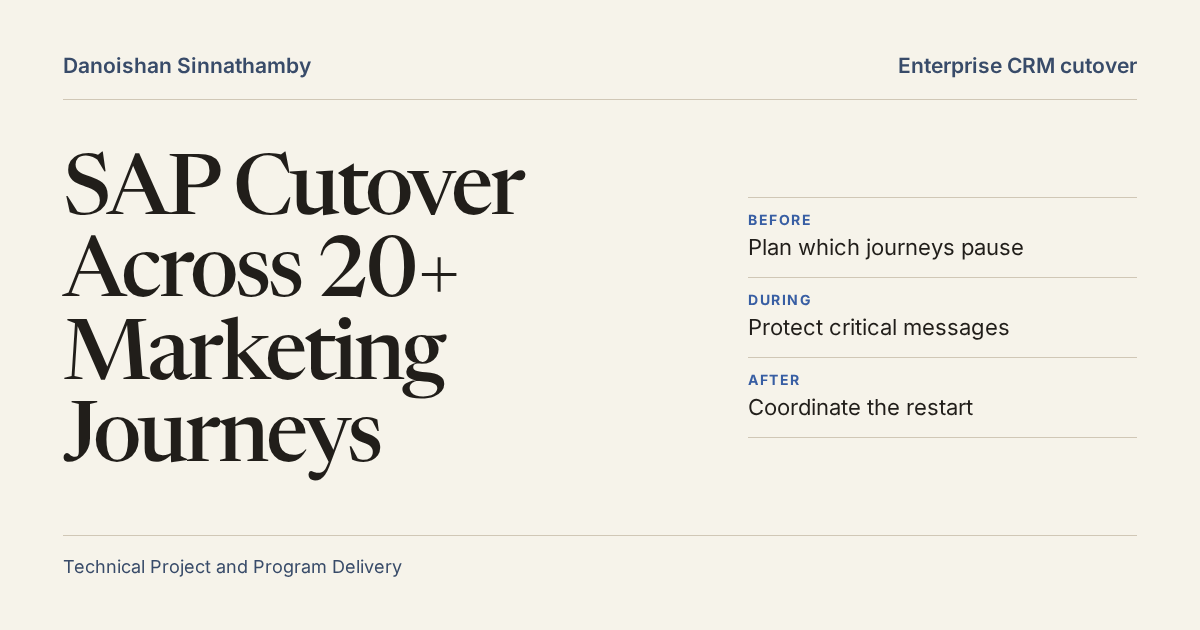 Danoishan Sinnathamby
Enterprise CRM cutover
SAP Cutover
Across 20+
Marketing
Journeys
BEFORE
Plan which journeys pause
DURING
Protect critical messages
AFTER
Coordinate the restart
Technical Project and Program Delivery